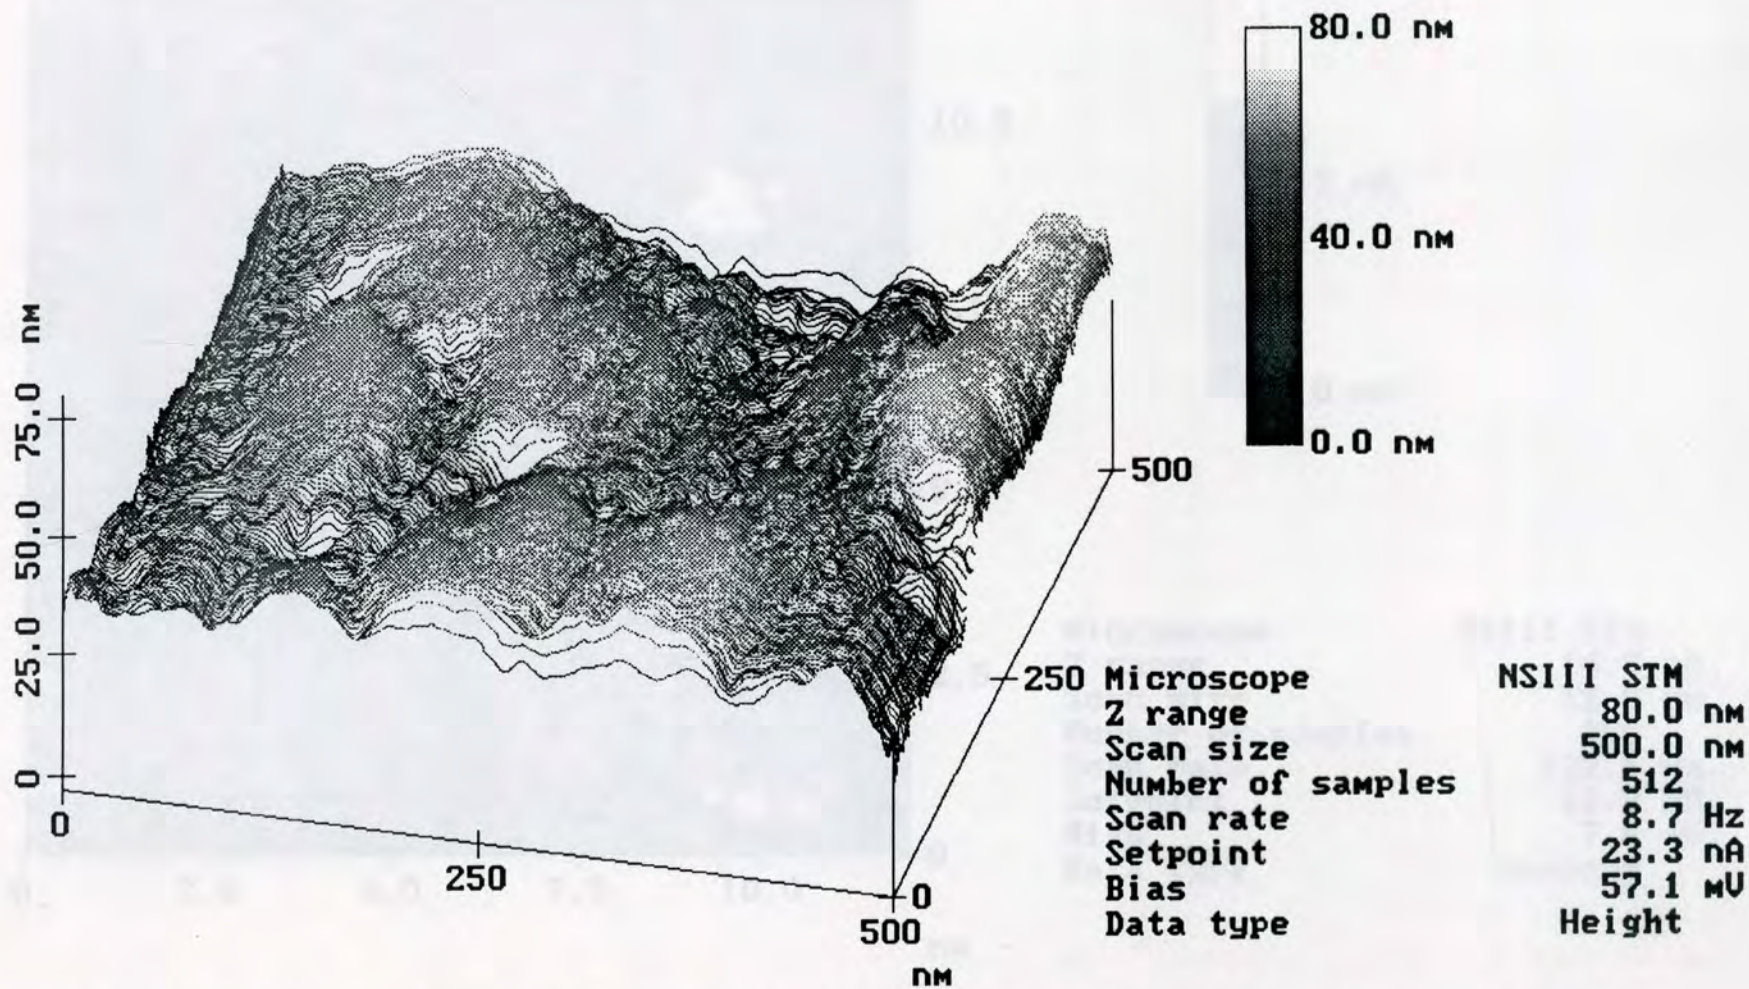 80.0 nm
40.0 nm
0.0 nm
nm
75.0
50.0
25.0
0
0
250
500
nm
0
250
500
Microscope NSIII STM
Z range 80.0 nm
Scan size 500.0 nm
Number of samples 512
Scan rate 8.7 Hz
Setpoint 23.3 nA
Bias 57.1 mV
Data type Height